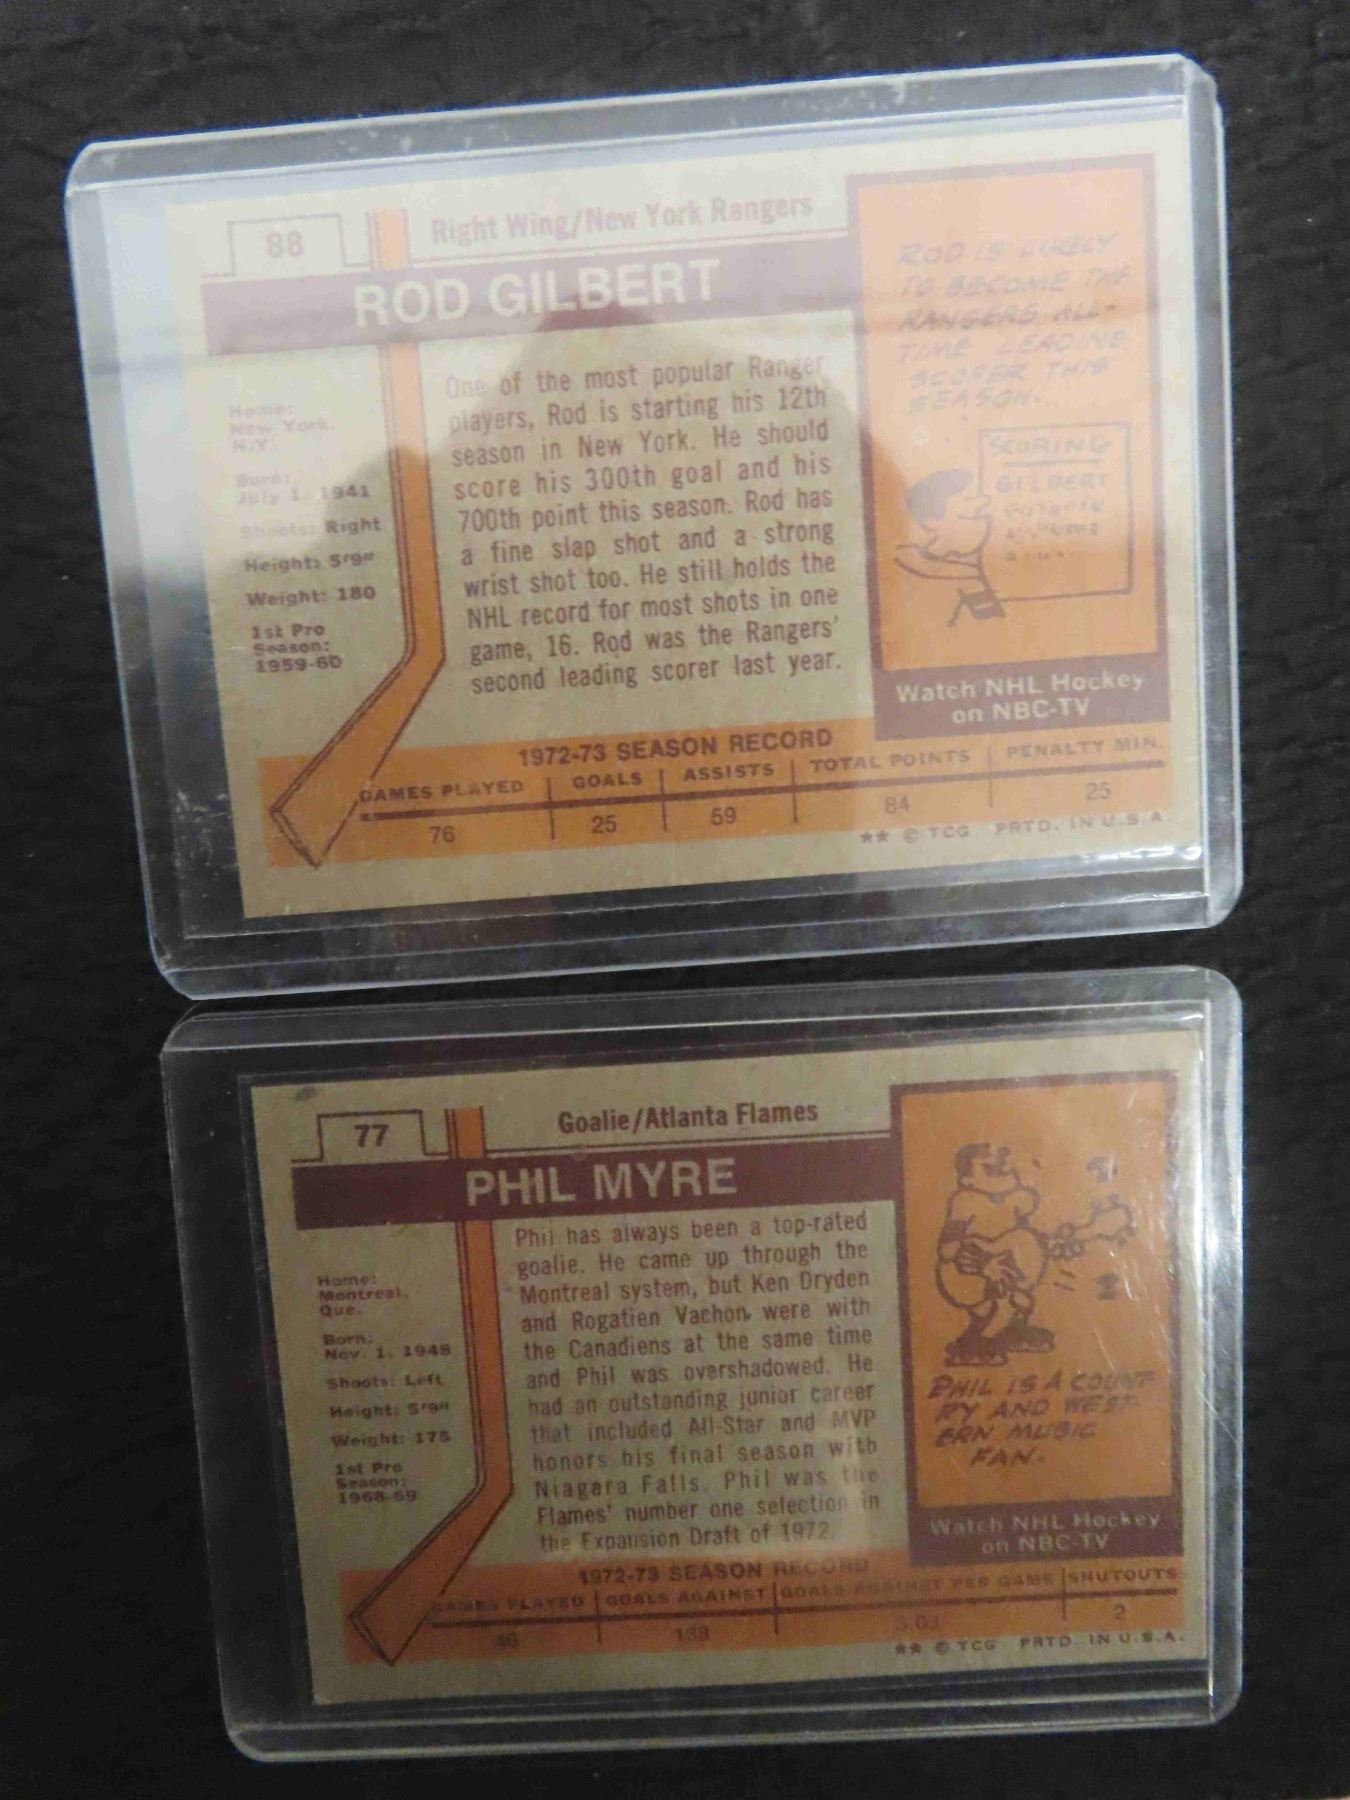 88
Right Wing/New York Rangers
ROD GILBERT
Home:
New York,
N.Y.
Born:
July 1, 1941
Shoots: Right
Height: 5'9"
Weight: 180
1st Pro
Season:
1959-60
One of the most popular Ranger
players, Rod is starting his 12th
season in New York. He should
score his 300th goal and his
700th point this season. Rod has
a fine slap shot and a strong
wrist shot too. He still holds the
NHL record for most shots in one
game, 16. Rod was the Rangers'
second leading scorer last year.
ROD IS LIKELY
TO BECOME THE
RANGERS ALL-
TIME LEADING
SCORER THIS
SEASON.
SCORING
GILBERT
Watch NHL Hockey
on NBC-TV
1972-73 SEASON RECORD
GAMES PLAYED GOALS ASSISTS TOTAL POINTS PENALTY MIN.
76 25 59 84 25
** © TCG PRTD. IN U.S.A
77
Goalie/Atlanta Flames
PHIL MYRE
Home:
Montreal,
Que.
Born:
Nov. 1, 1948
Shoots: Left
Height: 5'9"
Weight: 175
1st Pro
Season:
1968-69
Phil has always been a top-rated
goalie. He came up through the
Montreal system, but Ken Dryden
and Rogatien Vachon were with
the Canadiens at the same time
and Phil was overshadowed. He
had an outstanding junior career
that included All-Star and MVP
honors his final season with
Niagara Falls. Phil was the
Flames' number one selection in
the Expansion Draft of 1972
PHIL IS A COUNT-
RY AND WEST-
ERN MUSIC
FAN.
Watch NHL Hockey
on NBC-TV
1972-73 SEASON RECORD
GAMES PLAYED GOALS AGAINST GOALS AGAINST PER GAME SHUTOUTS
46 138 3.03 2
** © TCG PRTD. IN U.S.A.